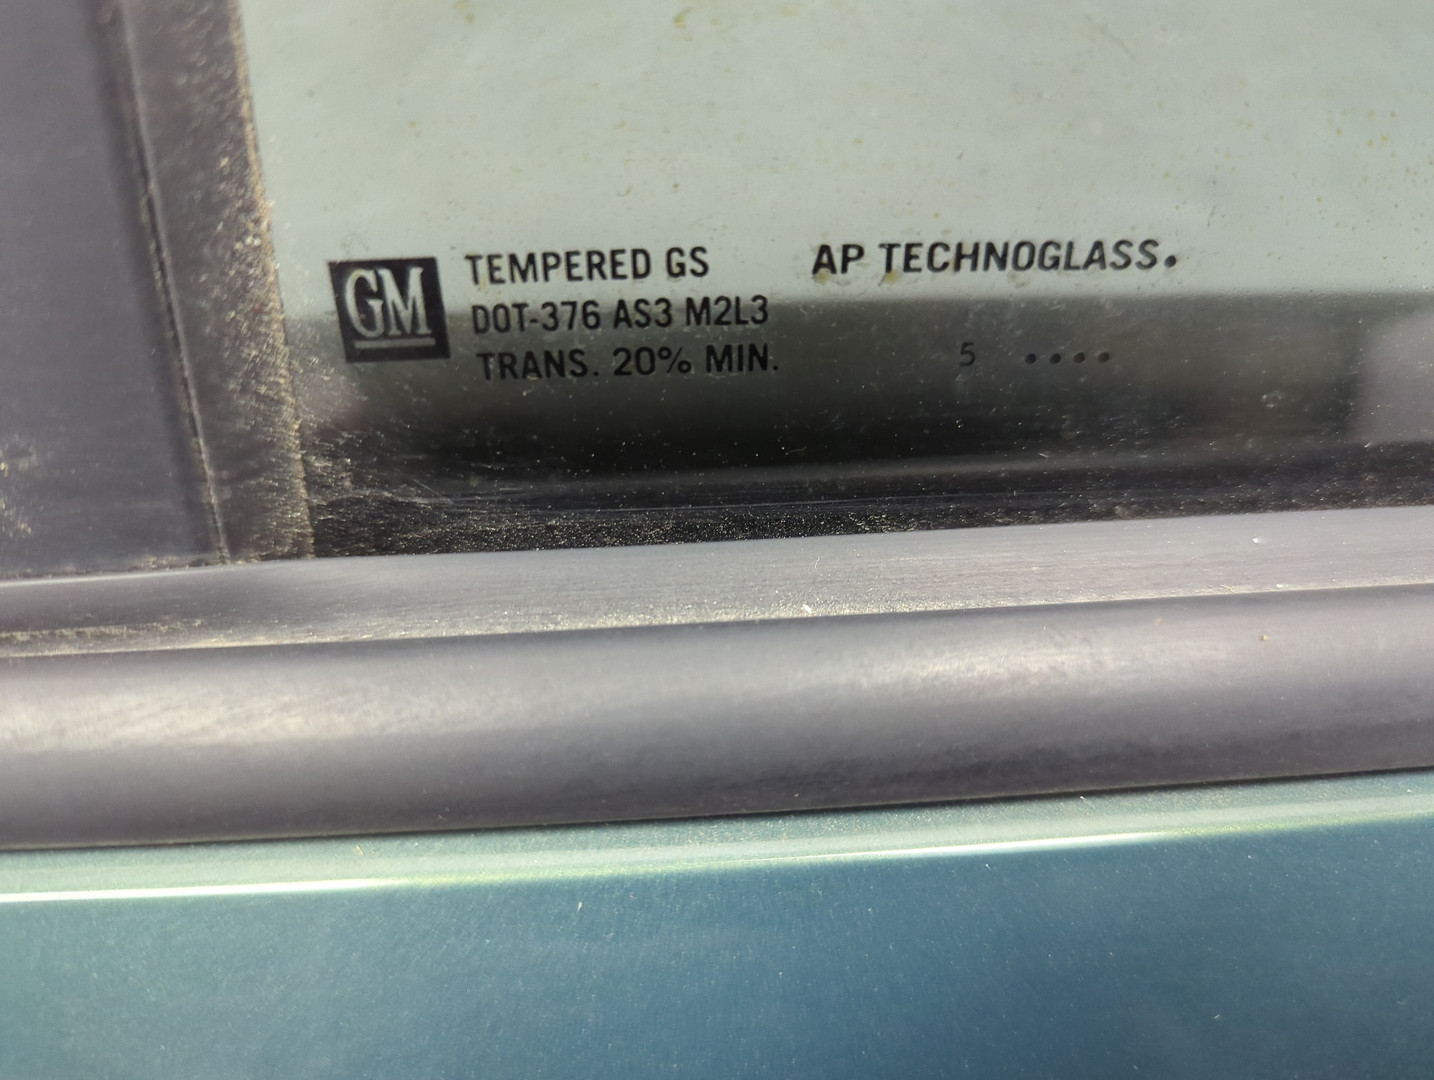 GM
TEMPERED GS AP TECHNOGLASS.
DOT-376 AS3 M2L3
TRANS. 20% MIN. 5 ....